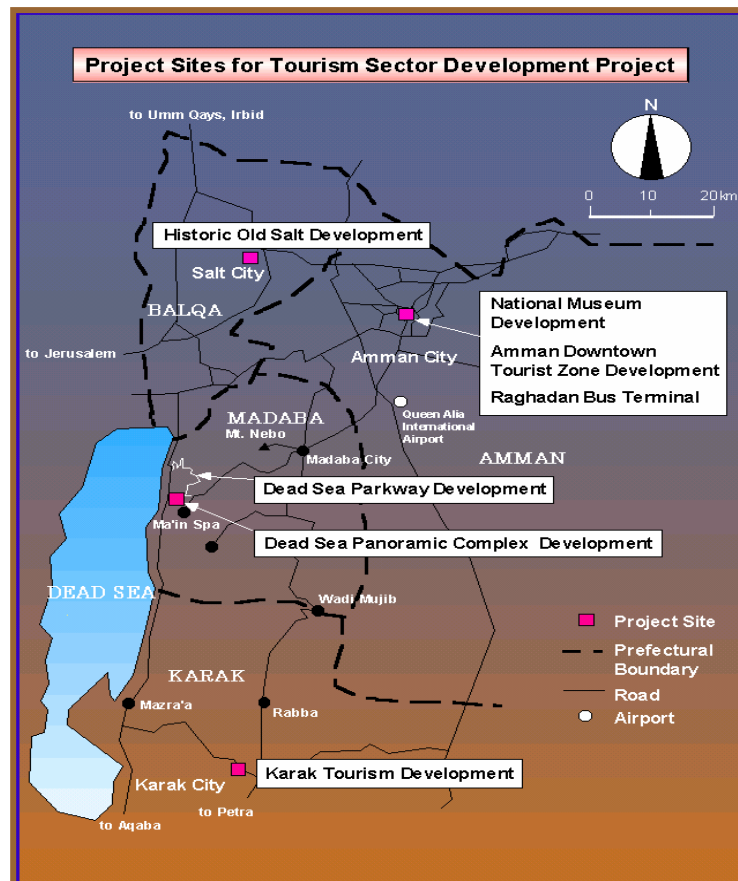 Project Sites for Tourism Sector Development Project
to Umm Qays, Irbid
N
0 10 20 km
Historic Old Salt Development
Salt City
BALQA
National Museum
Development
Amman Downtown
Tourist Zone Development
Raghadan Bus Terminal
to Jerusalem
Amman City
MADABA
Mt. Nebo
Queen Alia
International
Airport
Madaba City
AMMAN
Dead Sea Parkway Development
Ma'in Spa
Dead Sea Panoramic Complex Development
DEAD SEA
Wadi Mujib
Project Site
Prefectural
Boundary
Road
Airport
KARAK
Mazra'a
Rabba
Karak City
Karak Tourism Development
to Petra
to Aqaba